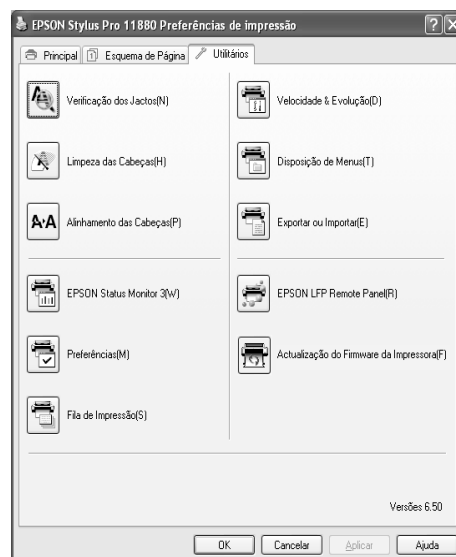 EPSON Stylus Pro 11880 Preferências de impressão
Principal
Esquema de Página
Utilitários
Verificação dos Jactos(N)
Velocidade & Evolução(D)
Limpeza das Cabeças(H)
Disposição de Menus(T)
Alinhamento das Cabeças(P)
Exportar ou Importar(E)
EPSON Status Monitor 3(W)
EPSON LFP Remote Panel(R)
Preferências(M)
Actualização do Firmware da Impressora(F)
Fila de Impressão(S)
Versões 6.50
OK
Cancelar
Aplicar
Ajuda